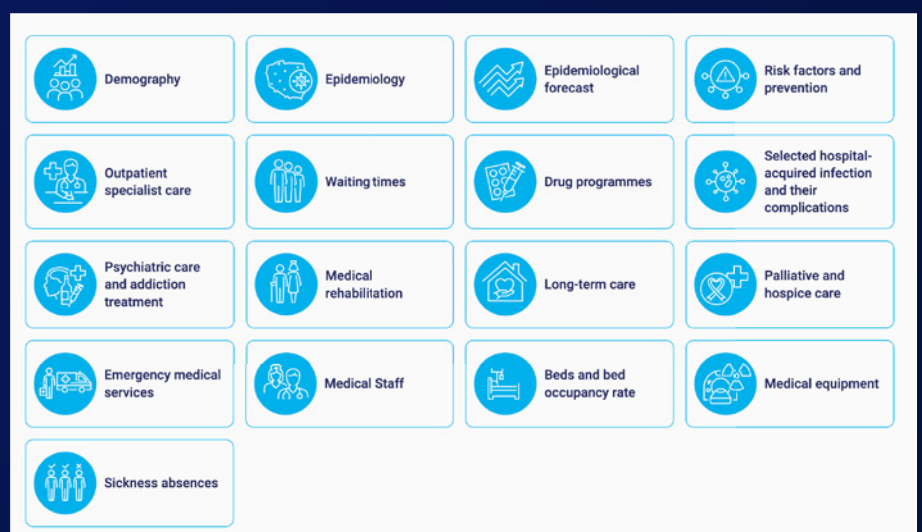 Demography
Epidemiology
Epidemiological
forecast
Risk factors and
prevention
Outpatient
specialist care
Waiting times
Drug programmes
Selected hospital-
acquired infection
and their
complications
Psychiatric care
and addiction
treatment
Medical
rehabilitation
Long-term care
Palliative and
hospice care
Emergency medical
services
Medical Staff
Beds and bed
occupancy rate
Medical equipment
Sickness absences